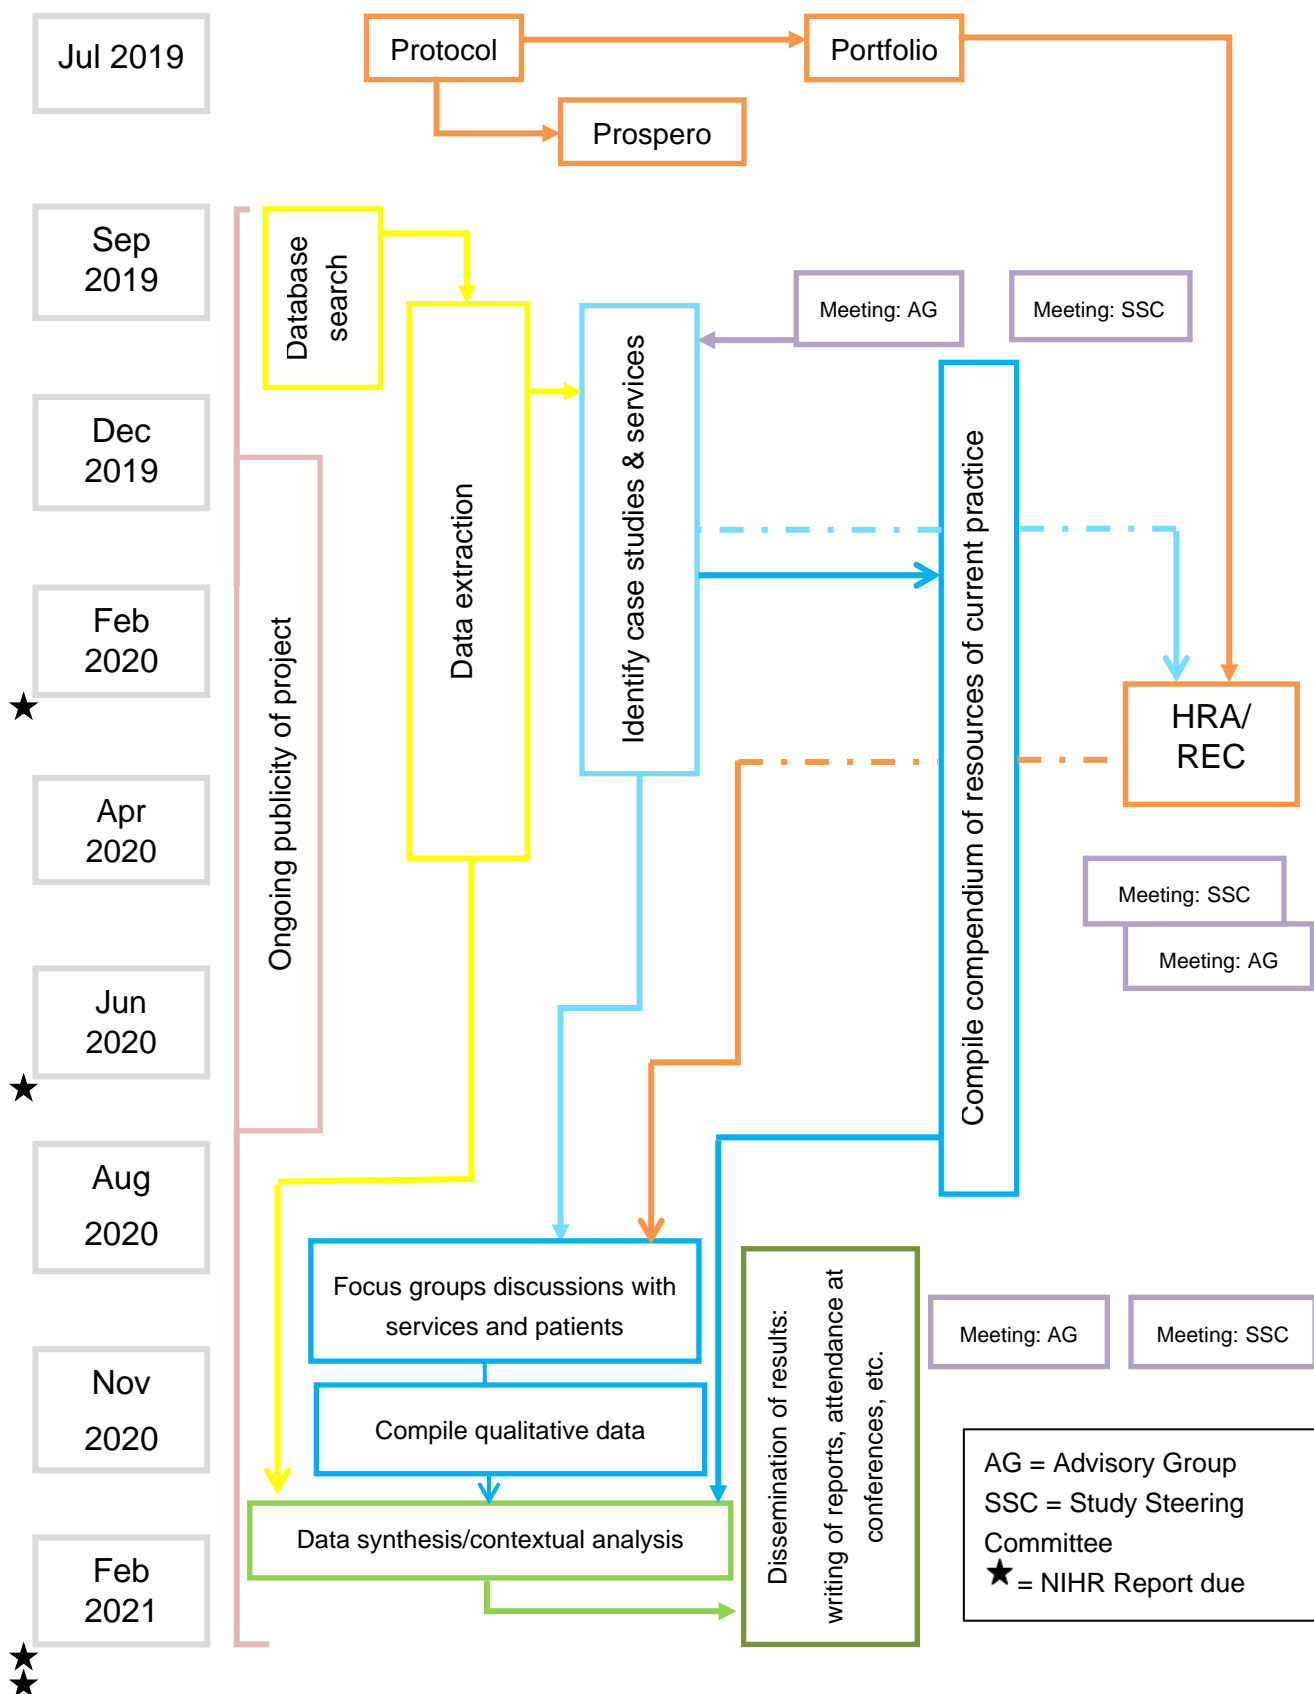 Jul 2019
Protocol
Portfolio
Prospero
Sep
2019
Database
search
Meeting: AG
Meeting: SSC
Data extraction
Identify case studies & services
Compile compendium of resources of current practice
Dec
2019
Ongoing publicity of project
Feb
2020
HRA/
REC
Apr
2020
Meeting: SSC
Meeting: AG
Jun
2020
Aug
2020
Focus groups discussions with
services and patients
Dissemination of results:
writing of reports, attendance at
conferences, etc.
Meeting: AG
Meeting: SSC
Nov
2020
Compile qualitative data
Data synthesis/contextual analysis
Feb
2021
AG = Advisory Group
SSC = Study Steering
Committee
★ = NIHR Report due